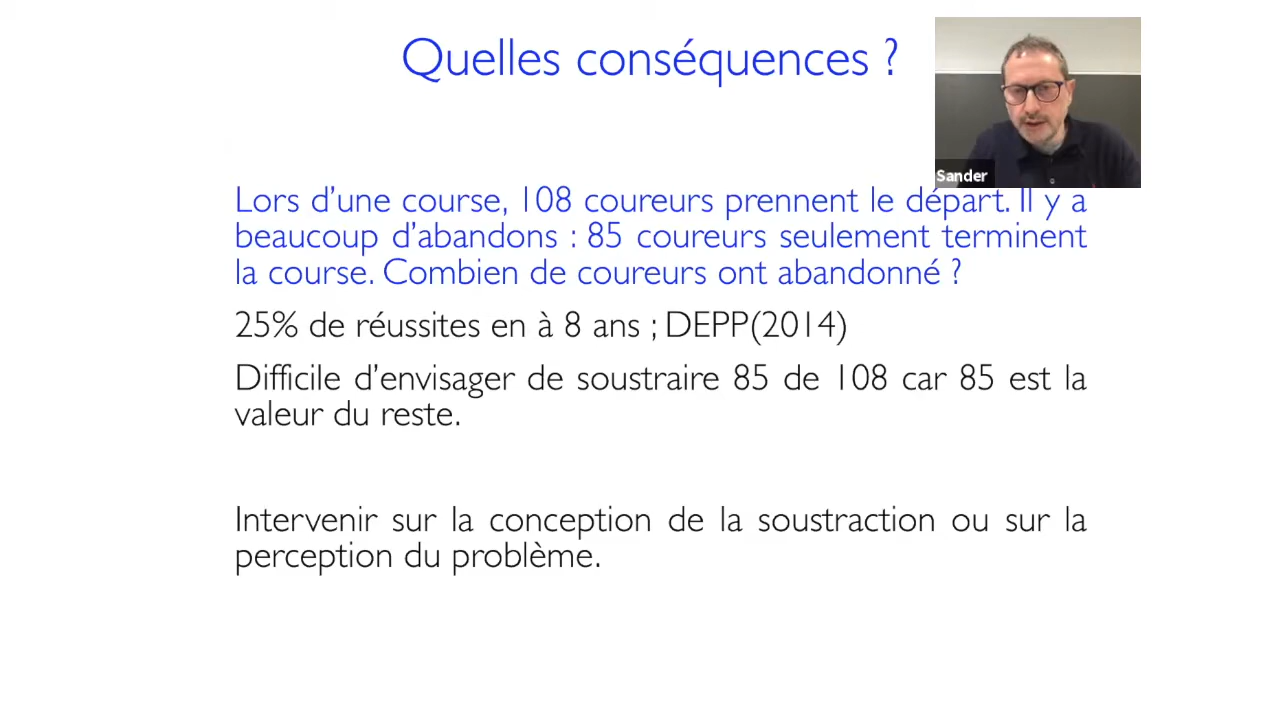 Quelles conséquences ?
Sander
Lors d'une course, 108 coureurs prennent le départ. Il y a
beaucoup d'abandons : 85 coureurs seulement terminent
la course. Combien de coureurs ont abandonné ?
25% de réussites en à 8 ans ; DEPP(2014)
Difficile d'envisager de soustraire 85 de 108 car 85 est la
valeur du reste.
Intervenir sur la conception de la soustraction ou sur la
perception du problème.